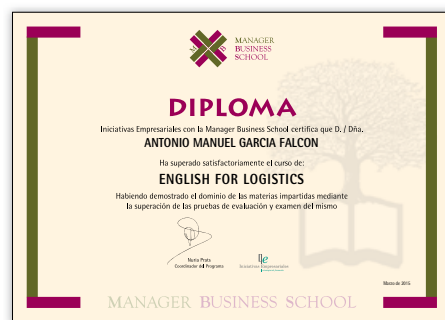 M B
MANAGER
BUSINESS
SCHOOL
DIPLOMA
Iniciativas Empresariales con la Manager Business School certifica que D. / Dña.
ANTONIO MANUEL GARCIA FALCON
Ha superado satisfactoriamente el curso de:
ENGLISH FOR LOGISTICS
Habiendo demostrado el dominio de las materias impartidas mediante
la superación de las pruebas de evaluación y examen del mismo
Nuria Prats
Coordinador del Programa
Iniciativas Empresariales
Marzo de 2015
MANAGER BUSINESS SCHOOL